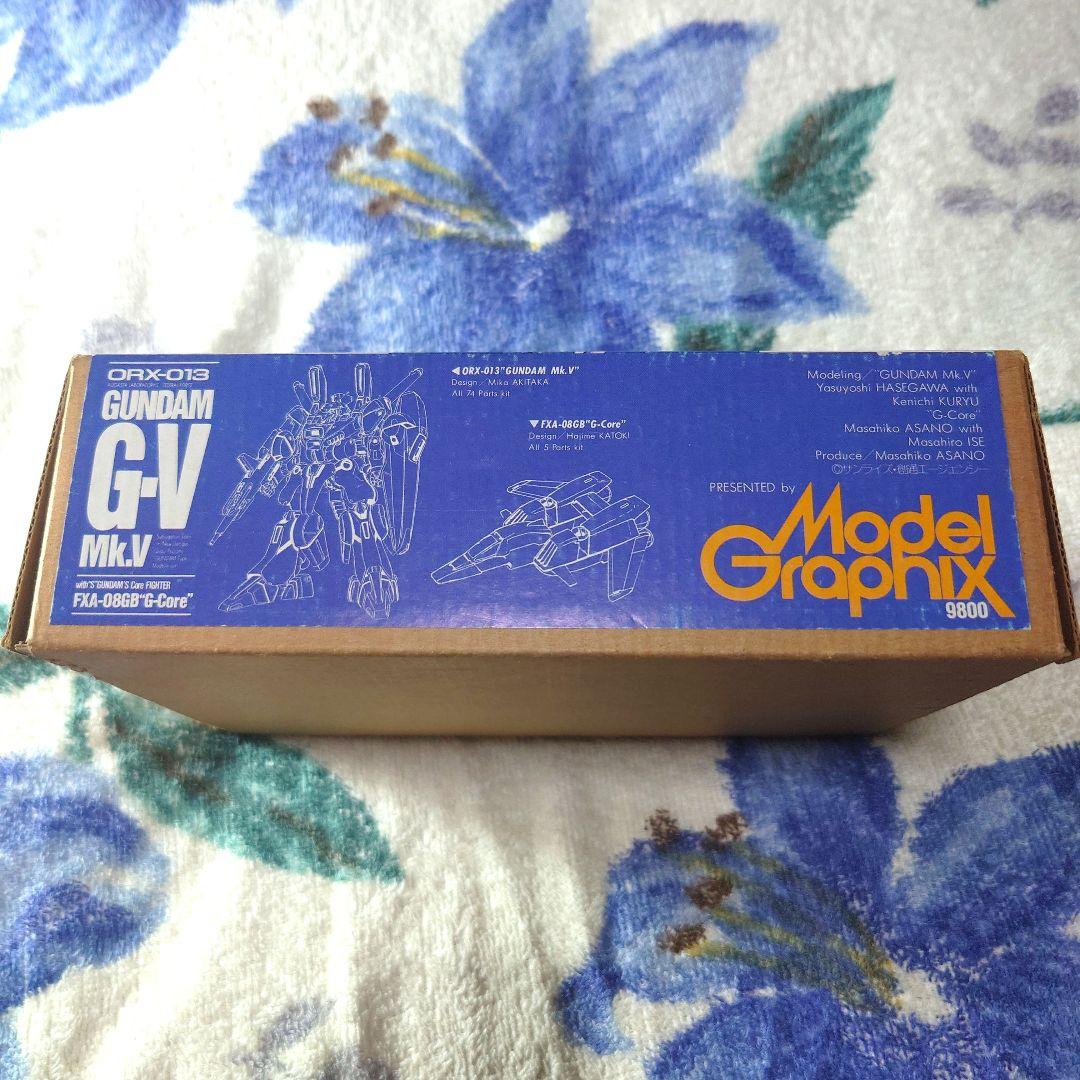 ORX-013
GUNDAM
G-V
Mk.V
with"S"GUNDAM'S Core FIGHTER
FXA-08GB"G-Core"
◀ORX-013"GUNDAM Mk.V"
Design／Mika AKITAKA
All 74 Parts kit
▼FXA-08GB"G-Core"
Design／Hajime KATOKI
All 5 Parts kit
Modeling／"GUNDAM Mk.V"
Yasuyoshi HASEGAWA with
Kenichi KURYU
"G-Core"
Masahiko ASANO with
Masahiro ISE
Produce／Masahiko ASANO
©サンライズ・創通エージェンシー
PRESENTED by
Model
Graphix
9800